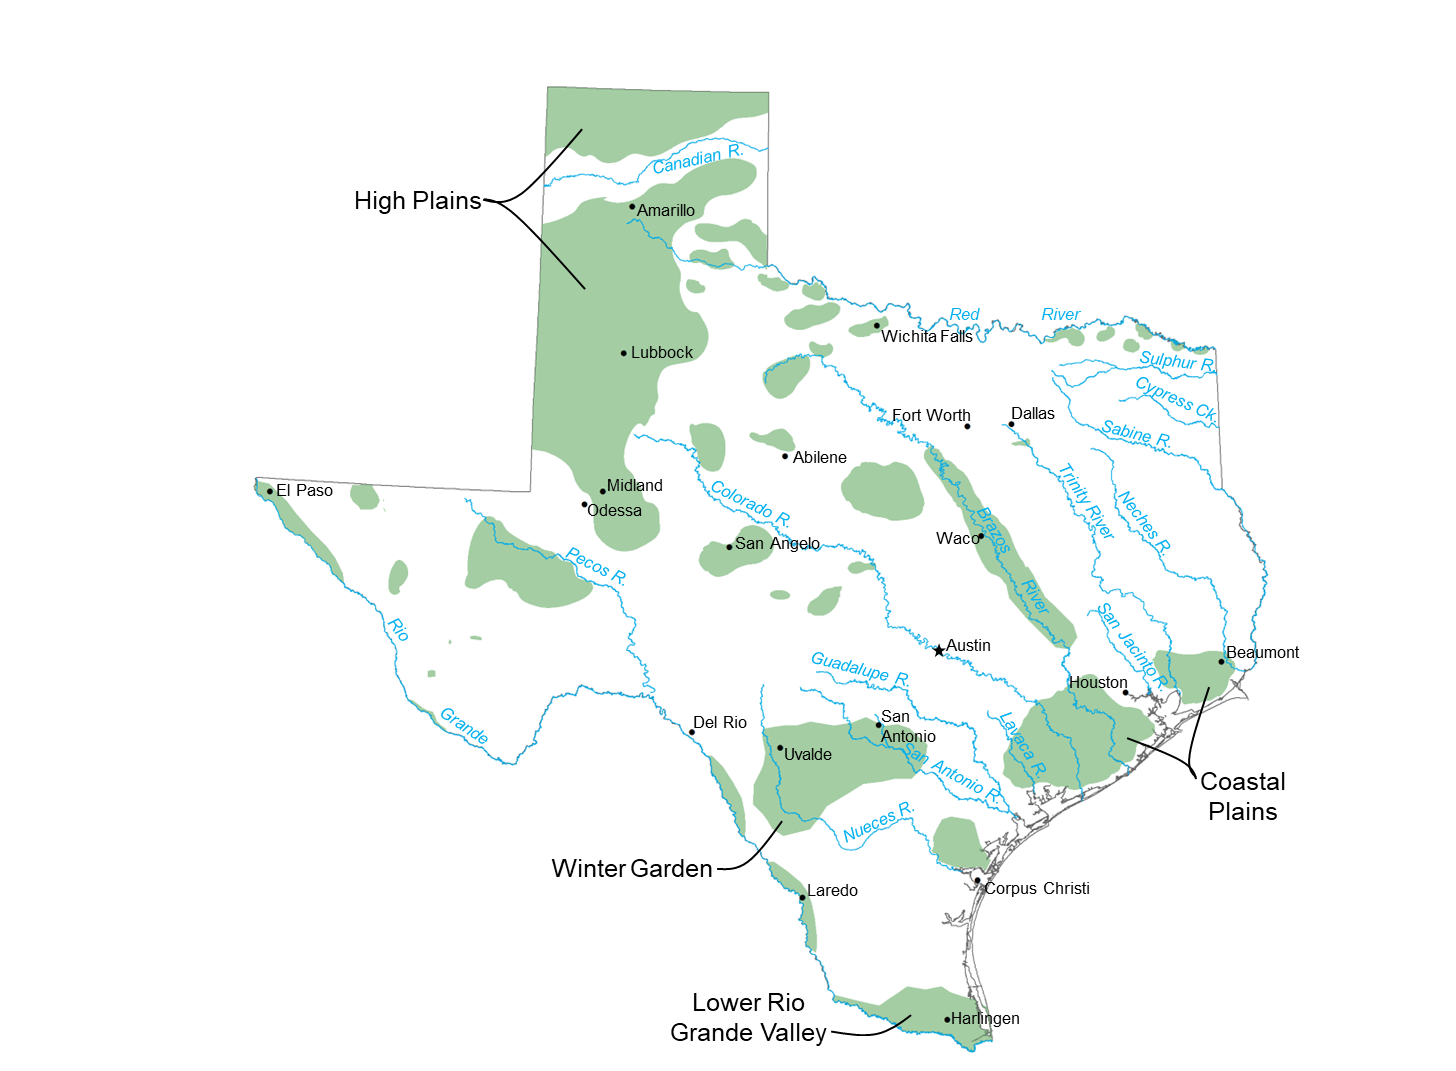 Canadian R.
High Plains
Amarillo
Red
River
Wichita Falls
Lubbock
Sulphur R.
Cypress Ck.
Fort Worth
Dallas
Sabine R.
Abilene
El Paso
Midland
Odessa
Colorado R.
Trinity River
Neches R.
Brazos
River
Waco
San Angelo
Pecos R.
Rio
Grande
Austin
San Jacinto R.
Beaumont
Guadalupe R.
Houston
Del Rio
San
Antonio
Lavaca R.
Uvalde
San Antonio R.
Coastal
Plains
Nueces R.
Winter Garden
Laredo
Corpus Christi
Lower Rio
Grande Valley
Harlingen